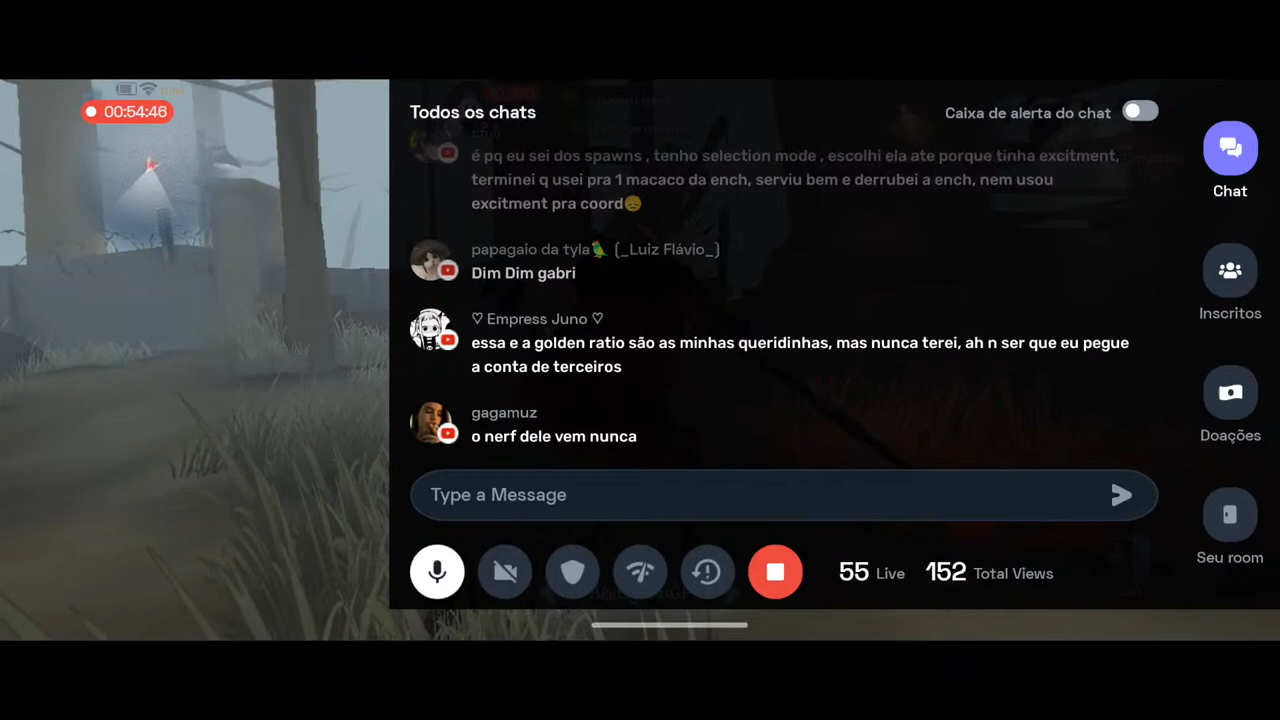 00:54:46
Todos os chats
Caixa de alerta do chat
é pq eu sei dos spawns , tenho selection mode , escolhi ela ate porque tinha excitment,
terminei q usei pra 1 macaco da ench, serviu bem e derrubei a ench, nem usou
excitment pra coord😞
papagaio da tyla🦜 (_Luiz Flávio_)
Dim Dim gabri
♡ Empress Juno ♡
essa e a golden ratio são as minhas queridinhas, mas nunca terei, ah n ser que eu pegue
a conta de terceiros
gagamuz
o nerf dele vem nunca
Type a Message
55 Live
152 Total Views
Chat
Inscritos
Doações
Seu room